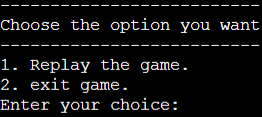 --------------------------
Choose the option you want
--------------------------
1. Replay the game.
2. exit game.
Enter your choice: